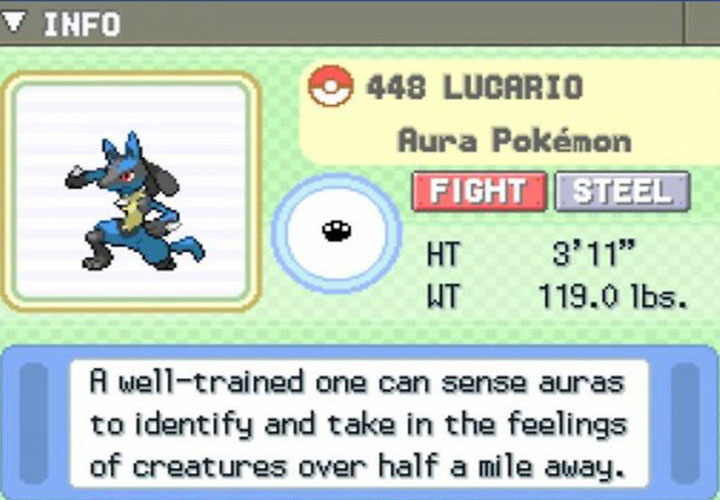 INFO
448 LUCARIO
Aura Pokémon
FIGHT STEEL
HT 3'11”
WT 119.0 lbs.
A well-trained one can sense auras
to identify and take in the feelings
of creatures over half a mile away.